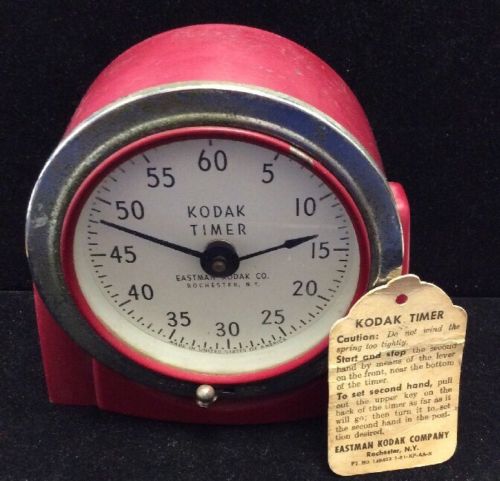 60
5
10
15
20
25
30
35
40
45
50
55
KODAK
TIMER
EASTMAN KODAK CO.
ROCHESTER, N.Y.
KODAK TIMER
Caution: Do not wind the
spring too tightly.
Start and stop the second
hand by means of the lever
on the front, near the bottom
of the timer.
To set second hand, pull
out the upper key on the
back of the timer as far as it
will go; then turn it to set
the second hand in the posi-
tion desired.
EASTMAN KODAK COMPANY
Rochester, N.Y.